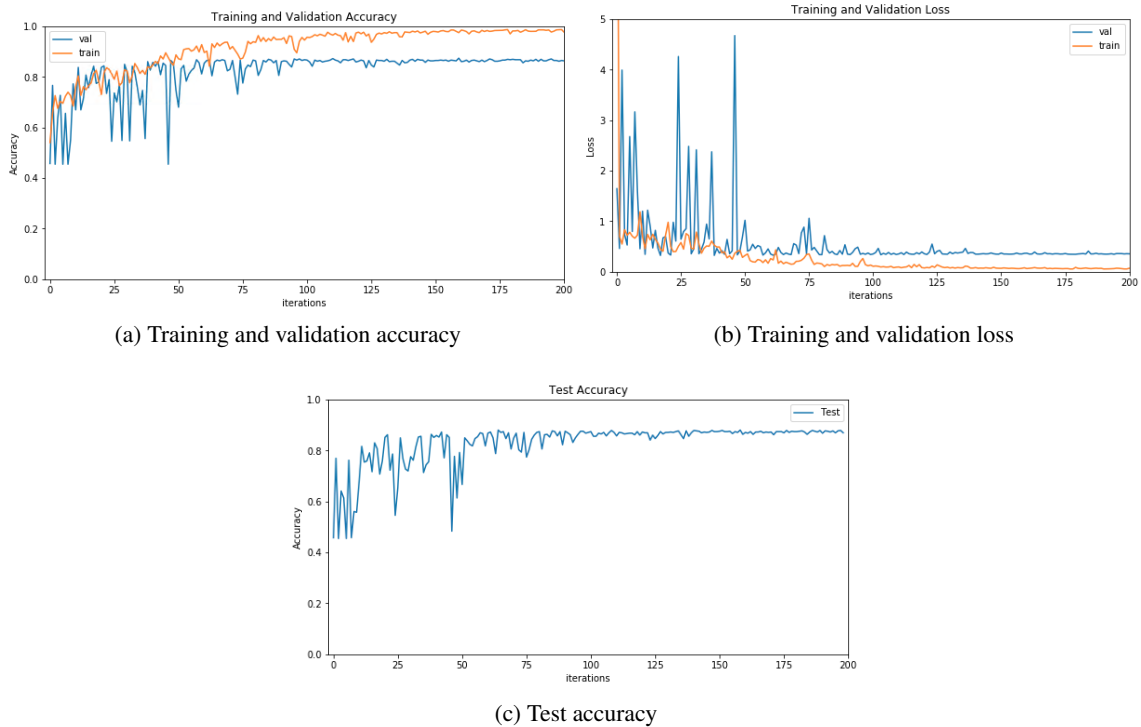 Training and Validation Accuracy
1.0
0.8
0.6
0.4
0.2
0.0
Accuracy
val
train
0
25
50
75
100
125
150
175
200
iterations
(a) Training and validation accuracy
Training and Validation Loss
5
4
3
2
1
0
Loss
val
train
0
25
50
75
100
125
150
175
200
iterations
(b) Training and validation loss
Test Accuracy
1.0
0.8
0.6
0.4
0.2
0.0
Accuracy
Test
0
25
50
75
100
125
150
175
200
iterations
(c) Test accuracy